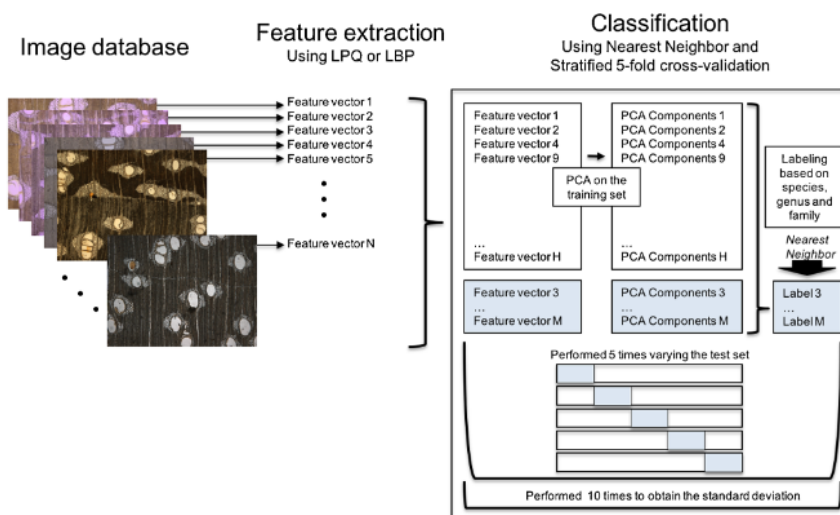 Image database
Feature extraction
Using LPQ or LBP
Classification
Using Nearest Neighbor and
Stratified 5-fold cross-validation
Feature vector 1
Feature vector 2
Feature vector 3
Feature vector 4
Feature vector 5
Feature vector N
Feature vector 1
Feature vector 2
Feature vector 4
Feature vector 9
...
Feature vector H
PCA on the
training set
PCA Components 1
PCA Components 2
PCA Components 4
PCA Components 9
...
PCA Components H
Feature vector 3
...
Feature vector M
PCA Components 3
...
PCA Components M
Labeling
based on
species,
genus and
family
Nearest
Neighbor
Label 3
...
Label M
Performed 5 times varying the test set
Performed 10 times to obtain the standard deviation